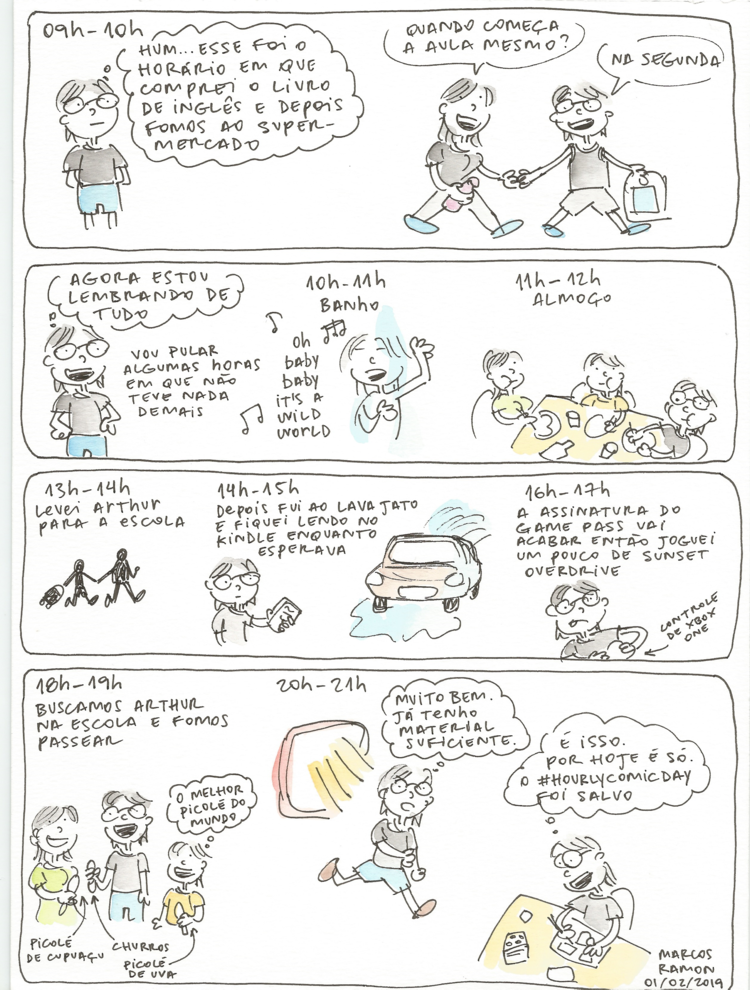 09h-10h
HUM...ESSE FOI O
HORÁRIO EM QUE
COMPREI O LIVRO
DE INGLÊS E DEPOIS
FOMOS AO SUPER-
MERCADO
QUANDO COMEÇA
A AULA MESMO?
NA SEGUNDA
AGORA ESTOU
LEMBRANDO DE
TUDO
VOU PULAR
ALGUMAS HORAS
EM QUE NÃO
TEVE NADA
DEMAIS
10h-11h
BANHO
Oh
baby
baby
it's A
WILD
WORLD
11h-12h
ALMOÇO
13h-14h
Levei ARTHUR
PARA A ESCOLA
14h-15h
DEPOIS FUI AO LAVA JATO
E FIQUEI LENDO NO
KINDLE ENQUANTO
ESPERAVA
16h-17h
A ASSINATURA DO
GAME PASS VAI
ACABAR ENTÃO JOGUEI
UM POUCO DE SUNSET
OVERDRIVE
CONTROLE
DE XBOX
ONE
18h-19h
BUSCAMOS ARTHUR
NA ESCOLA E FOMOS
PASSEAR
O MELHOR
PICOLÉ DO
MUNDO
PICOLÉ
DE CUPUAÇU
CHURROS
PICOLÉ
DE UVA
20h-21h
MUITO BEM.
JÁ TENHO
MATERIAL
SUFICIENTE.
É ISSO.
POR HOJE É SÓ.
O #HOURLYCOMICDAY
FOI SALVO
MARCOS
RAMON
01/02/2019